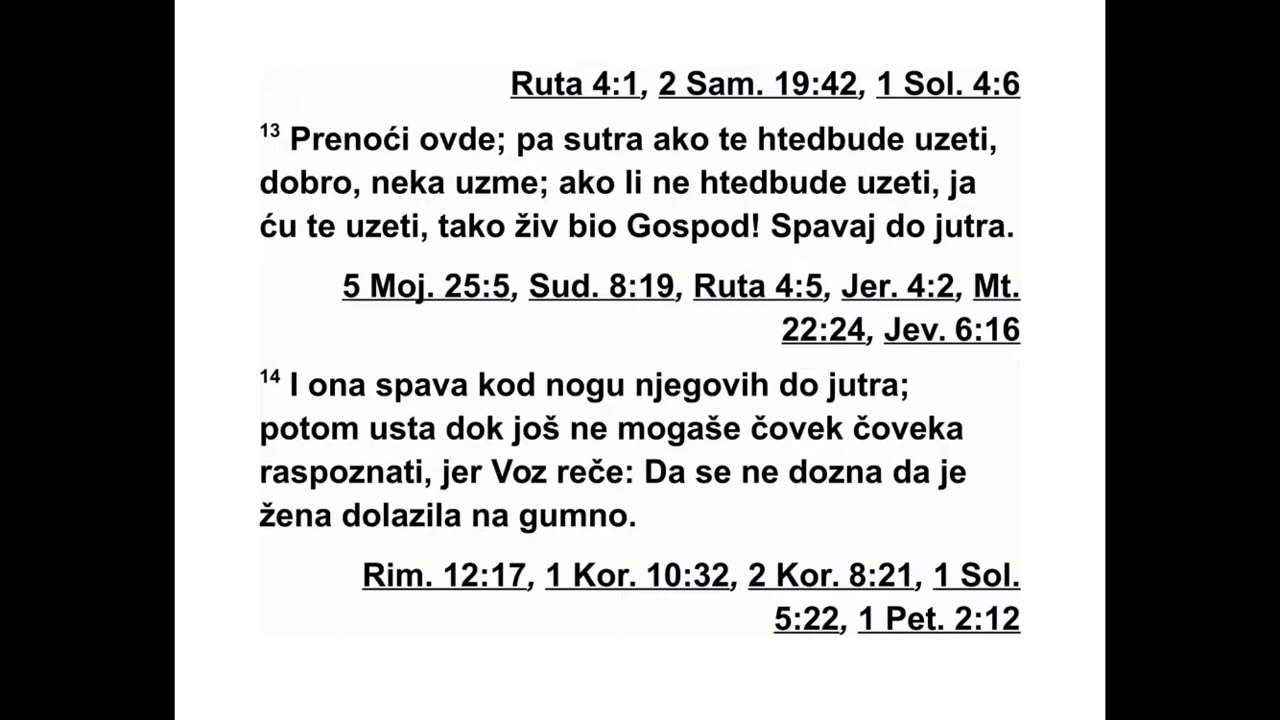 Ruta 4:1, 2 Sam. 19:42, 1 Sol. 4:6
13 Prenoći ovde; pa sutra ako te htedbude uzeti,
dobro, neka uzme; ako li ne htedbude uzeti, ja
ću te uzeti, tako živ bio Gospod! Spavaj do jutra.
5 Moj. 25:5, Sud. 8:19, Ruta 4:5, Jer. 4:2, Mt.
22:24, Jev. 6:16
14 I ona spava kod nogu njegovih do jutra;
potom usta dok još ne mogaše čovek čoveka
raspoznati, jer Voz reče: Da se ne dozna da je
žena dolazila na gumno.
Rim. 12:17, 1 Kor. 10:32, 2 Kor. 8:21, 1 Sol.
5:22, 1 Pet. 2:12